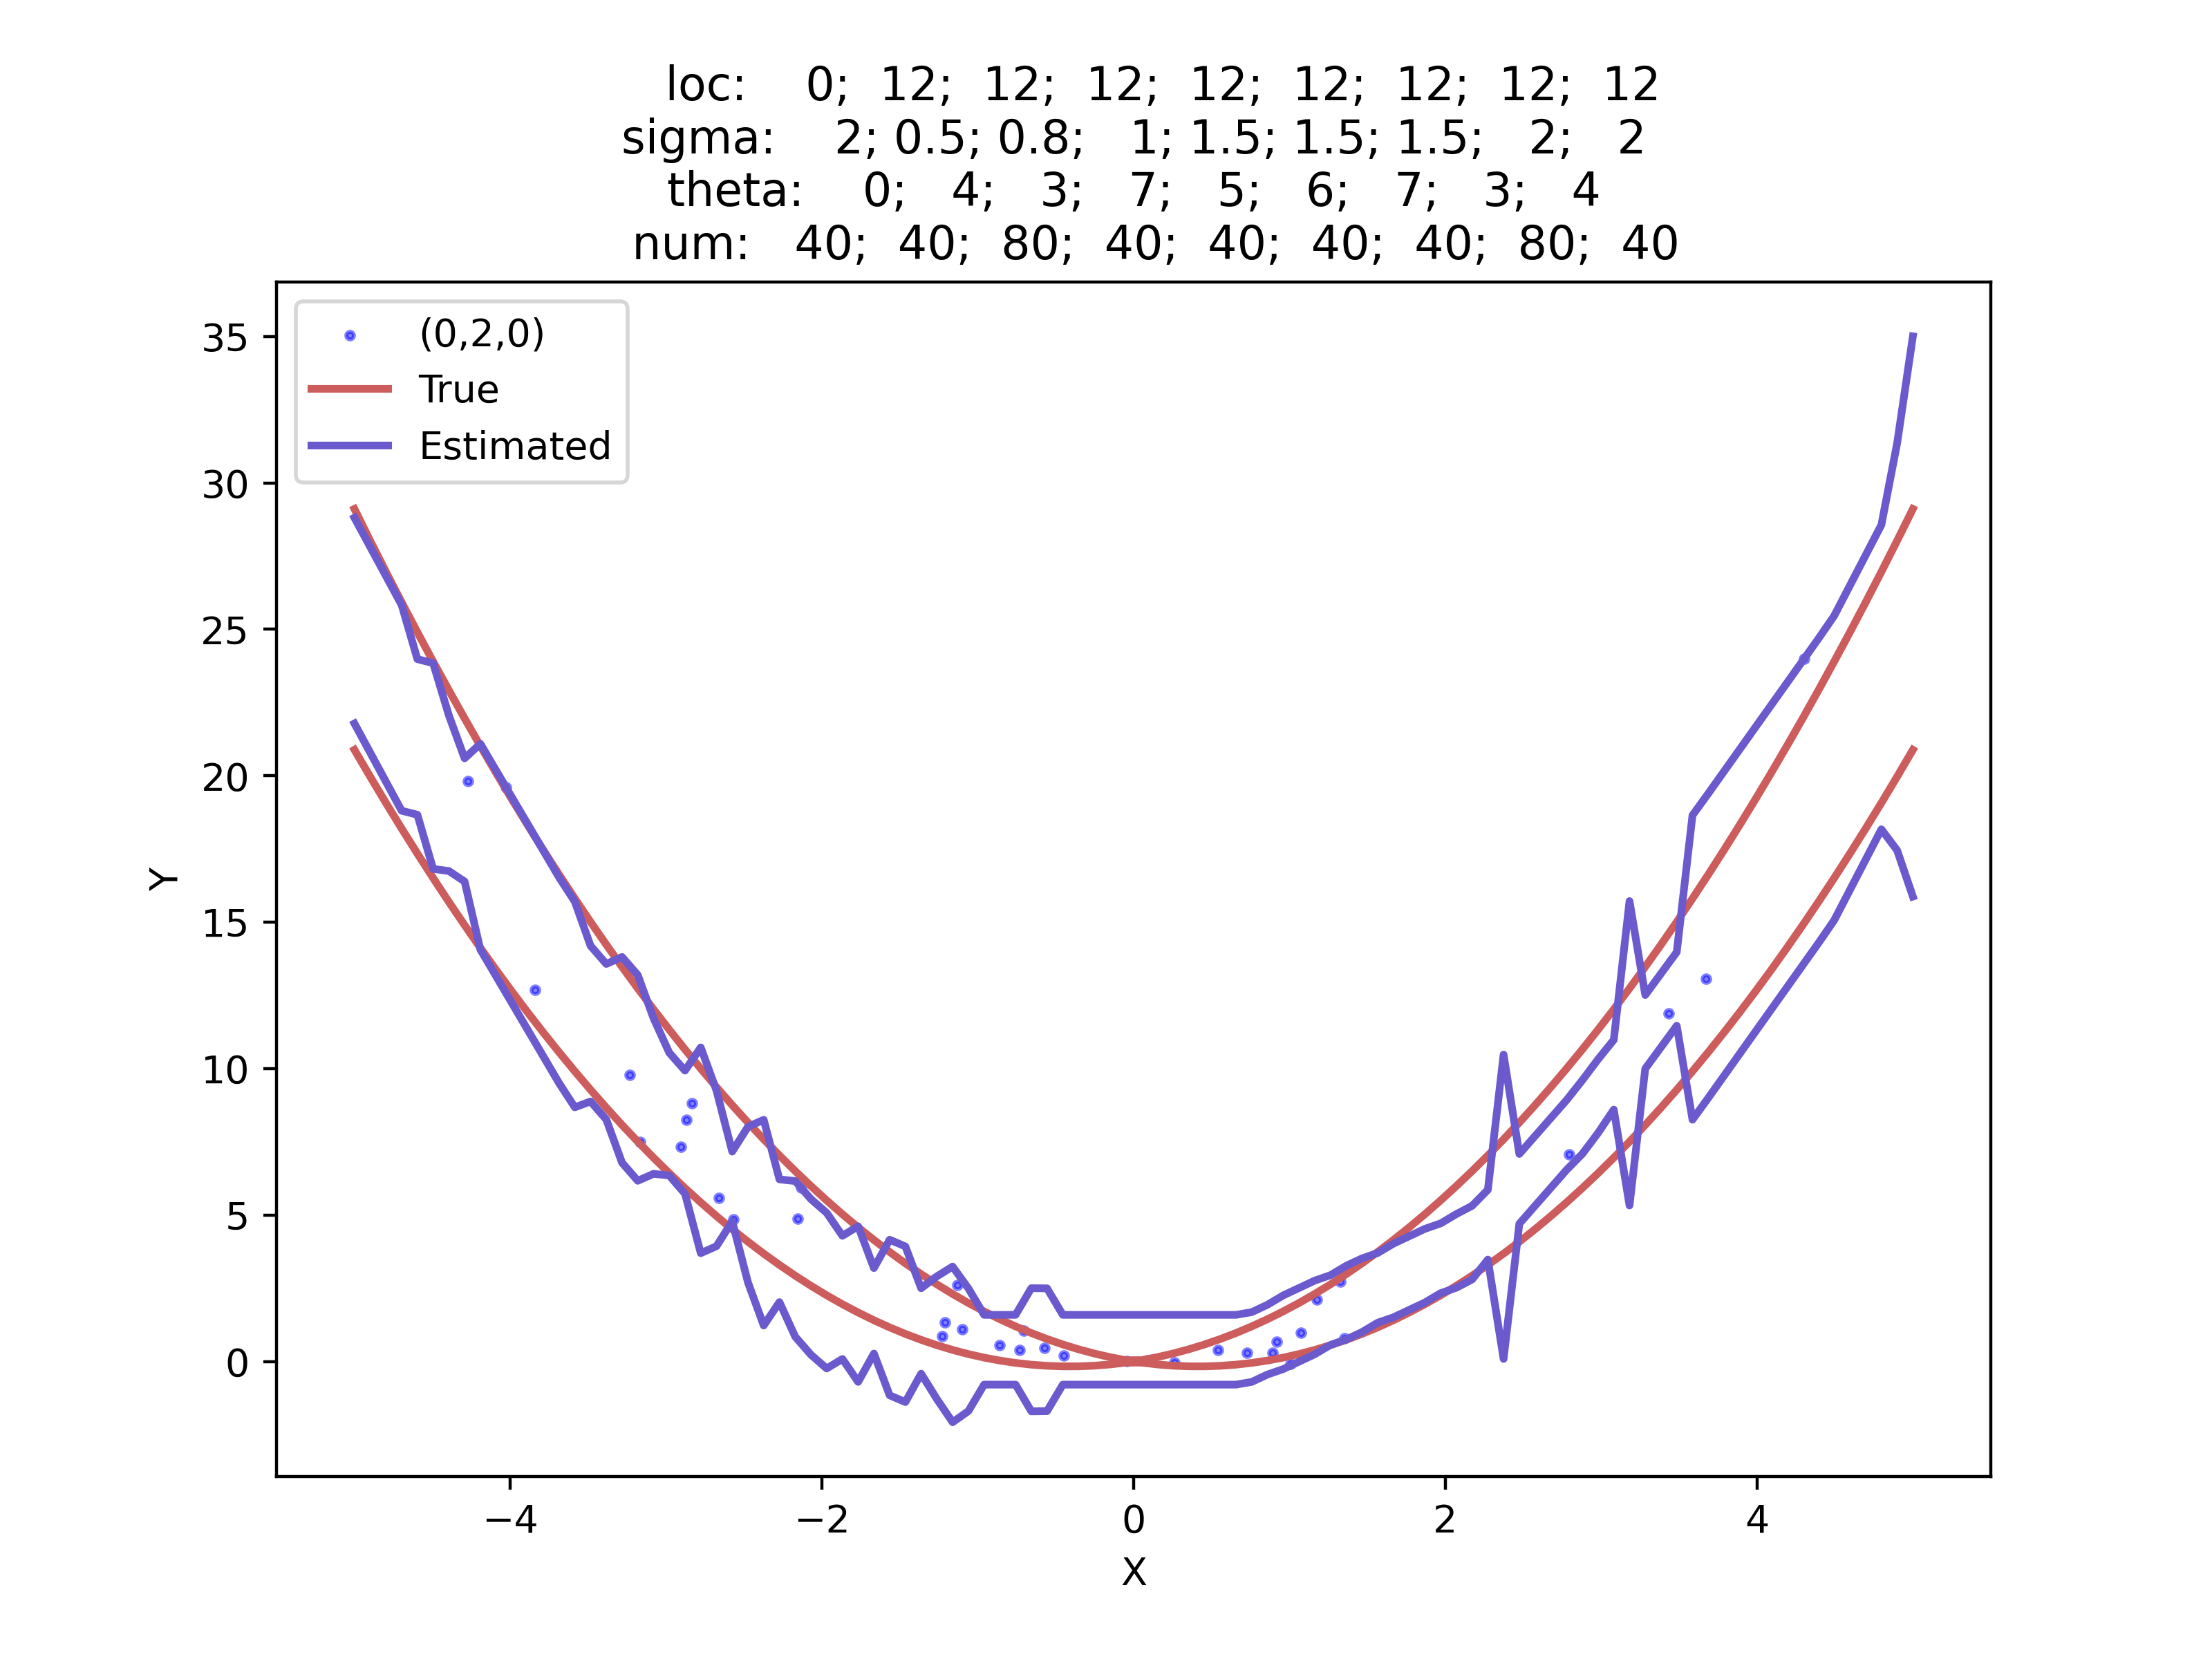 loc: 0; 12; 12; 12; 12; 12; 12; 12; 12
sigma: 2; 0.5; 0.8; 1; 1.5; 1.5; 1.5; 2; 2
theta: 0; 4; 3; 7; 5; 6; 7; 3; 4
num: 40; 40; 80; 40; 40; 40; 40; 80; 40
(0,2,0)
True
Estimated
35
30
25
20
15
10
5
0
Y
−4 −2 0 2 4
X